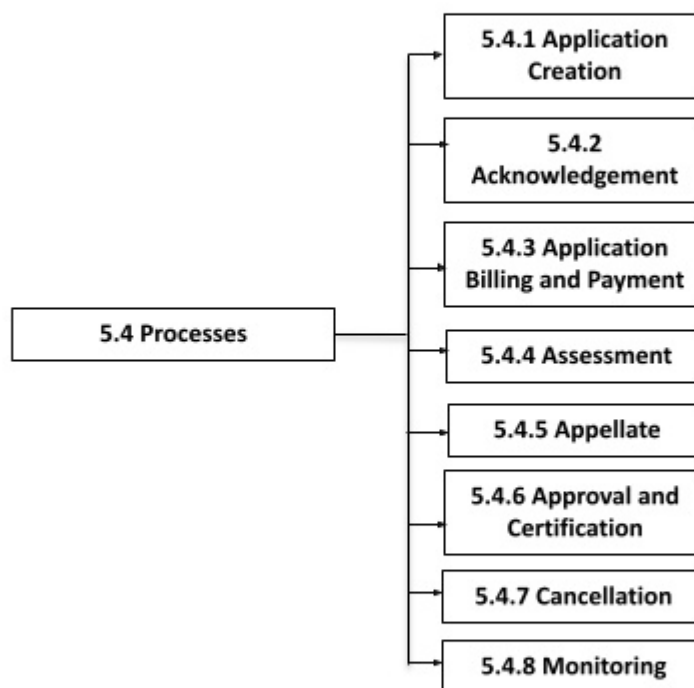 5.4.1 Application
Creation
5.4.2
Acknowledgement
5.4.3 Application
Billing and Payment
5.4 Processes
5.4.4 Assessment
5.4.5 Appellate
5.4.6 Approval and
Certification
5.4.7 Cancellation
5.4.8 Monitoring